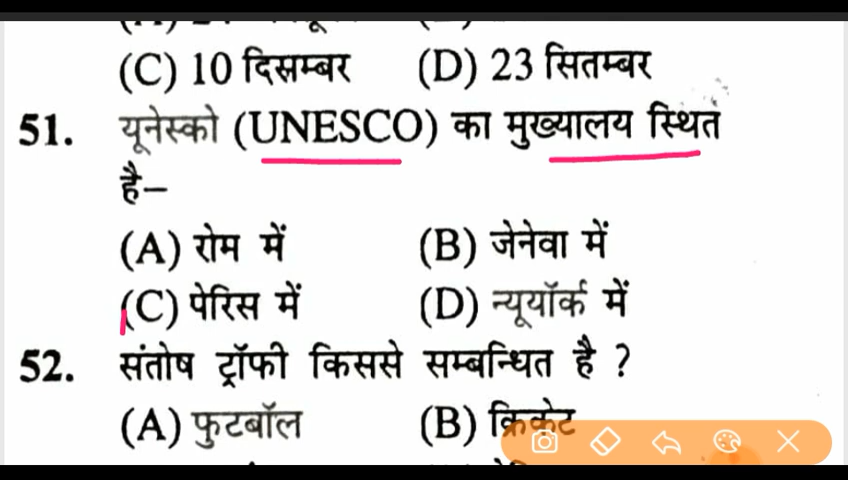 (C) 10 दिसम्बर (D) 23 सितम्बर
51. यूनेस्को (UNESCO) का मुख्यालय स्थित
है–
(A) रोम में (B) जेनेवा में
(C) पेरिस में (D) न्यूयॉर्क में
52. संतोष ट्रॉफी किससे सम्बन्धित है ?
(A) फुटबॉल (B) क्रिकेट